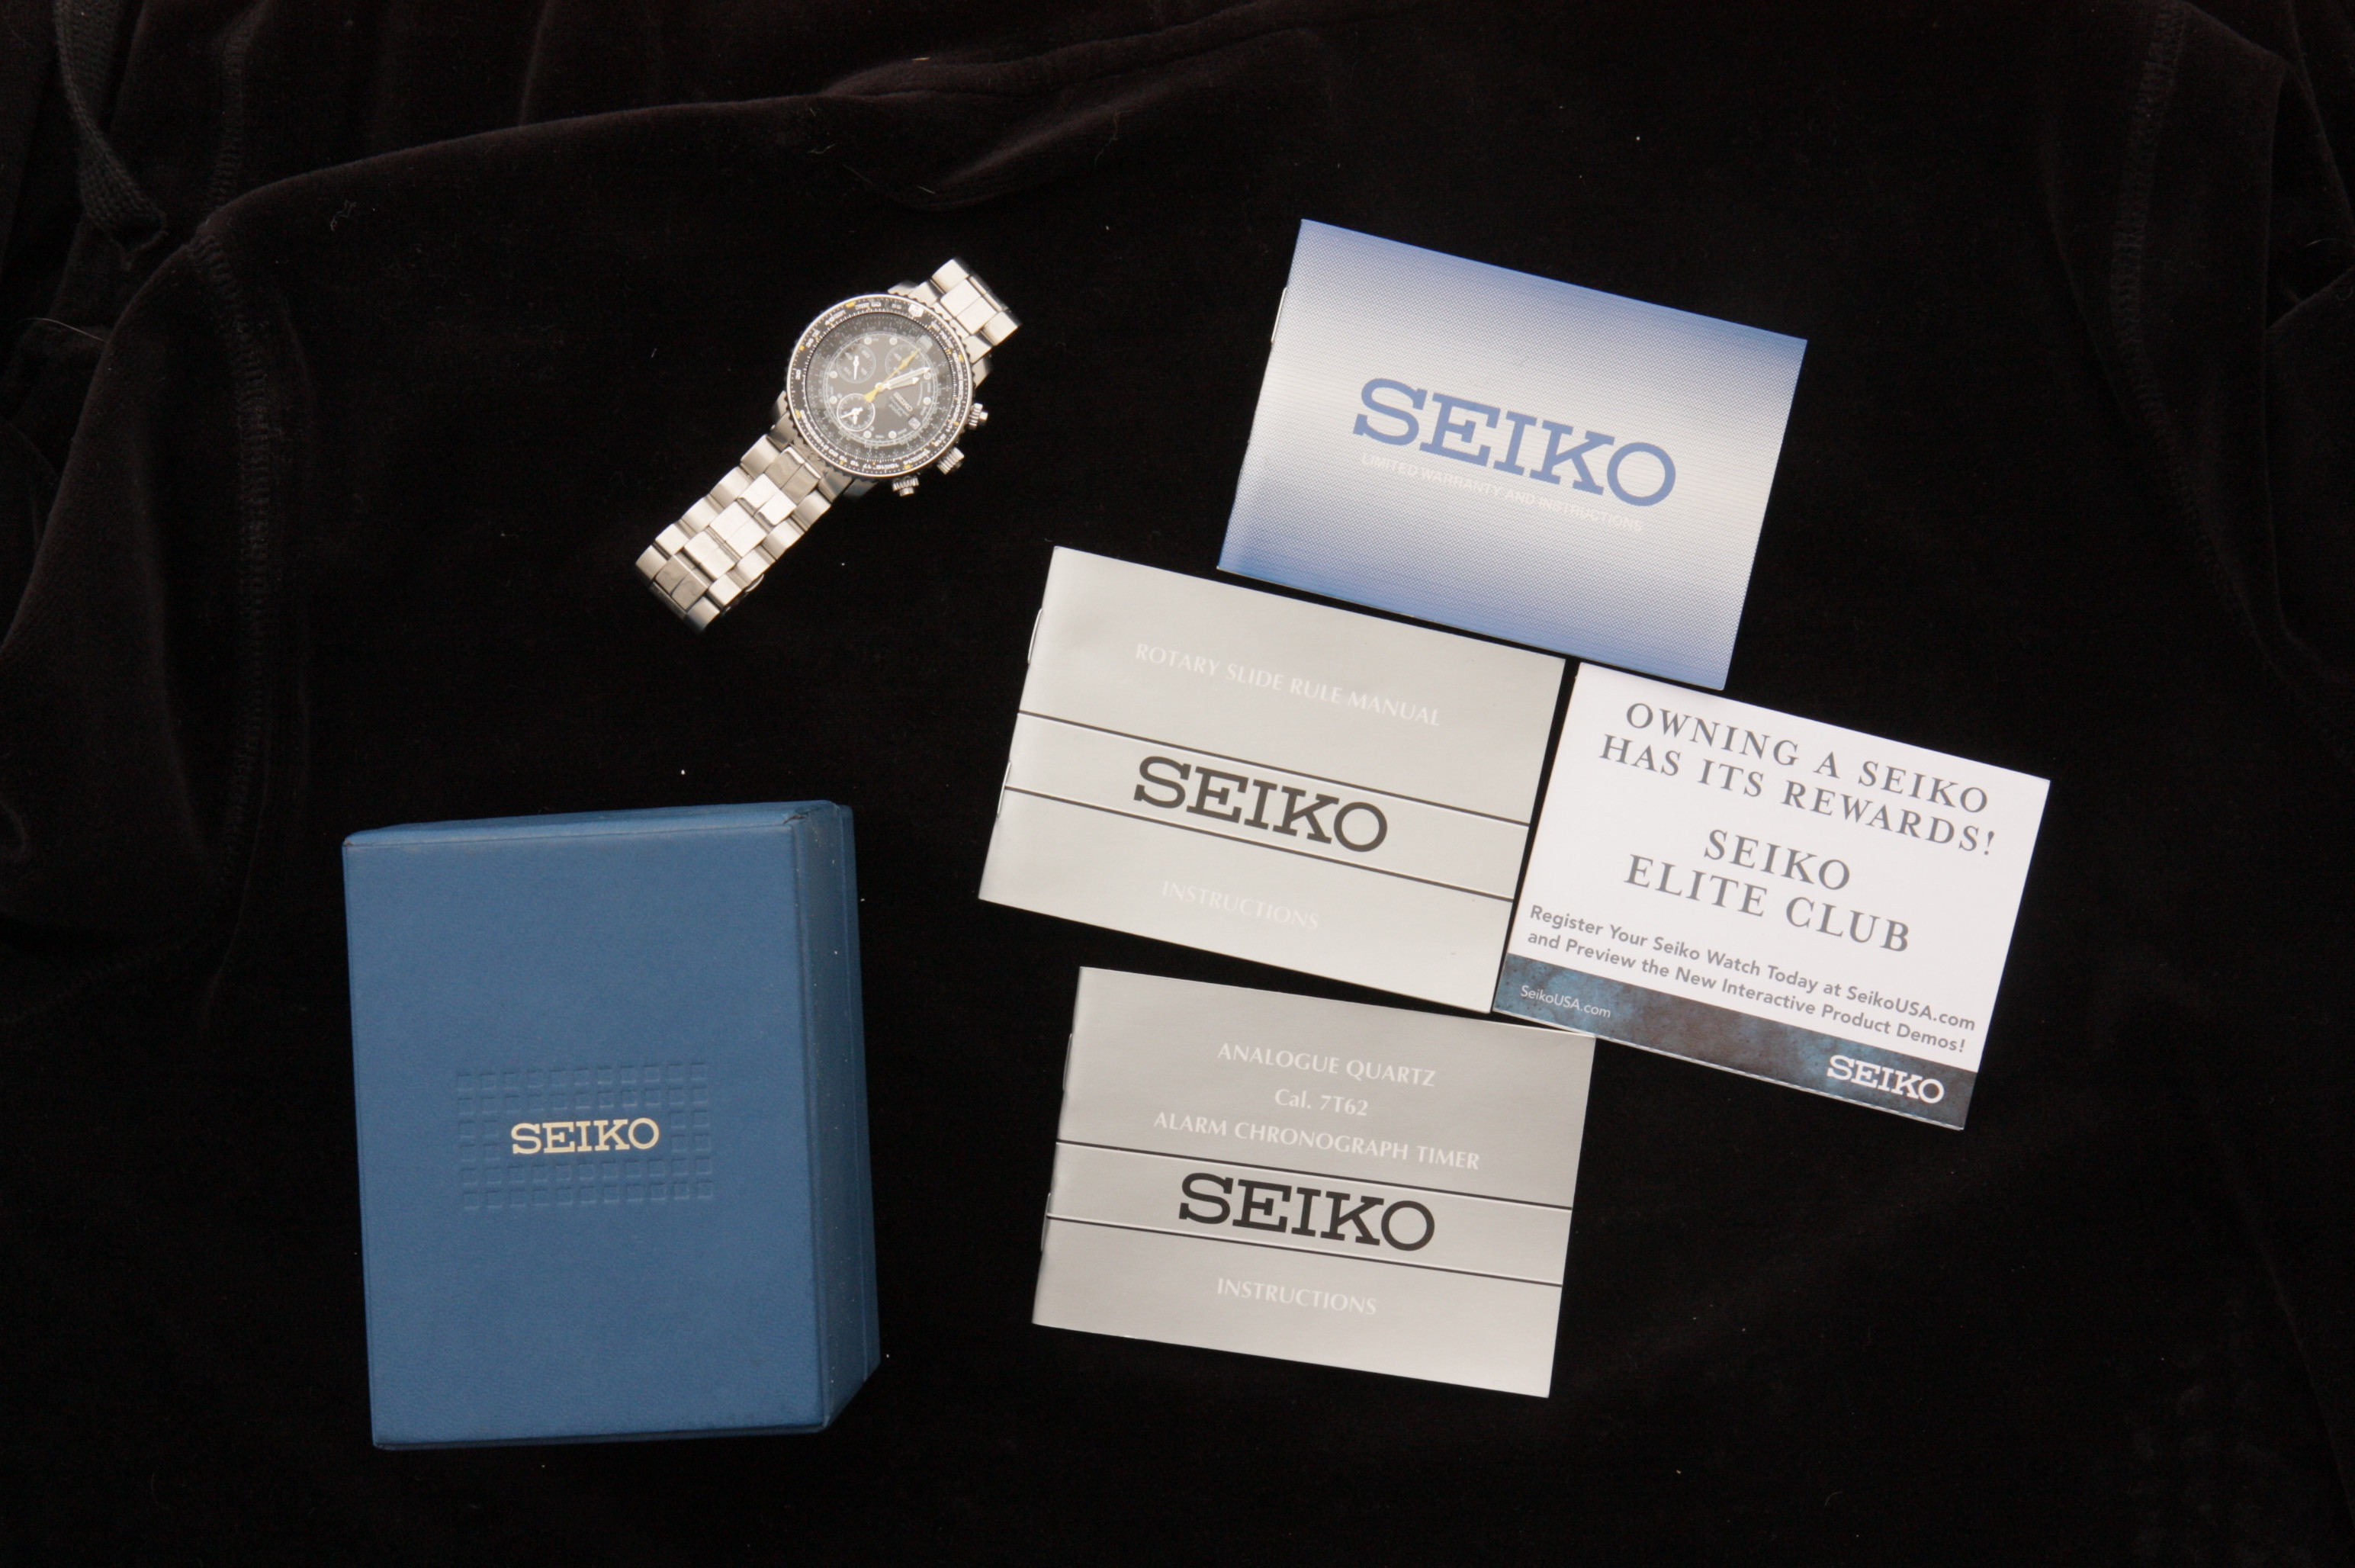 SEIKO
LIMITED WARRANTY AND INSTRUCTIONS
ROTARY SLIDE RULE MANUAL
SEIKO
INSTRUCTIONS
OWNING A SEIKO
HAS ITS REWARDS!
SEIKO
ELITE CLUB
Register Your Seiko Watch Today at SeikoUSA.com
and Preview the New Interactive Product Demos!
SeikoUSA.com
SEIKO
ANALOGUE QUARTZ
Cal. 7T62
ALARM CHRONOGRAPH TIMER
SEIKO
INSTRUCTIONS
SEIKO